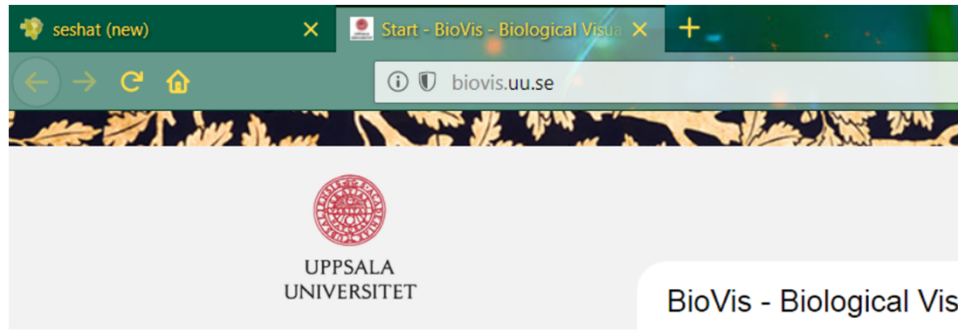 seshat (new)
Start - BioVis - Biological Visua
biovis.uu.se
UPPSALA
UNIVERSITET
BioVis - Biological Vis